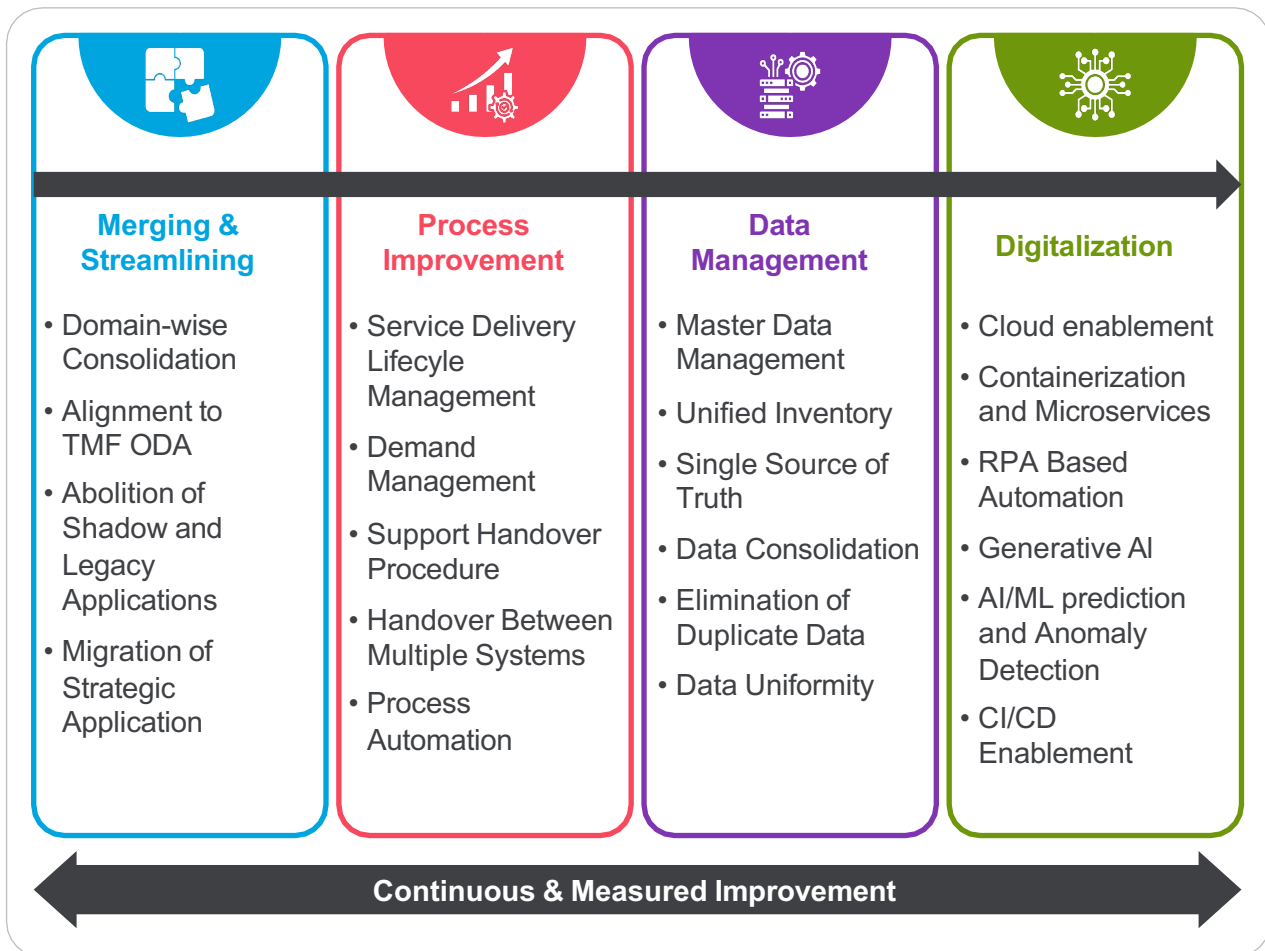 Merging &
Streamlining
• Domain-wise
Consolidation
• Alignment to
TMF ODA
• Abolition of
Shadow and
Legacy
Applications
• Migration of
Strategic
Application
Process
Improvement
• Service Delivery
Lifecyle
Management
• Demand
Management
• Support Handover
Procedure
• Handover Between
Multiple Systems
• Process
Automation
Data
Management
• Master Data
Management
• Unified Inventory
• Single Source of
Truth
• Data Consolidation
• Elimination of
Duplicate Data
• Data Uniformity
Digitalization
• Cloud enablement
• Containerization
and Microservices
• RPA Based
Automation
• Generative AI
• AI/ML prediction
and Anomaly
Detection
• CI/CD
Enablement
Continuous & Measured Improvement